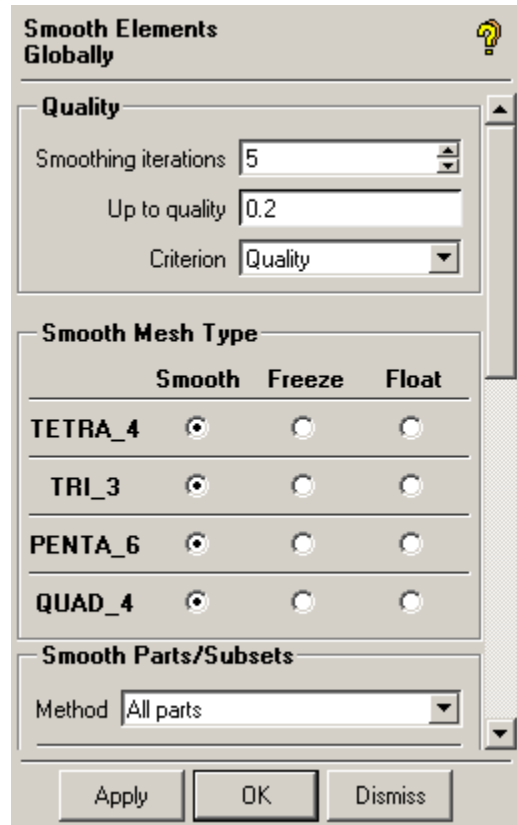 Smooth Elements
Globally
Quality
Smoothing iterations 5
Up to quality 0.2
Criterion Quality
Smooth Mesh Type
Smooth Freeze Float
TETRA_4
TRI_3
PENTA_6
QUAD_4
Smooth Parts/Subsets
Method All parts
Apply OK Dismiss